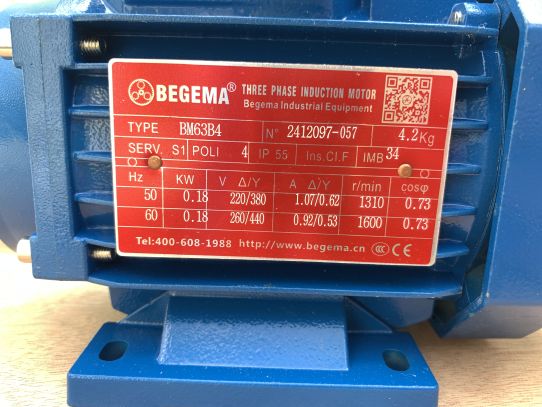 BEGEMA® THREE PHASE INDUCTION MOTOR
Begema Industrial Equipment
TYPE BM63B4 N° 2412097-057 4.2Kg
SERV. S1 POLI 4 IP 55 Ins.Cl.F IMB 34
Hz KW V Δ/Y A Δ/Y r/min cosφ
50 0.18 220/380 1.07/0.62 1310 0.73
60 0.18 260/440 0.92/0.53 1600 0.73
Tel:400-608-1988 http://www.begema.cn CCC CE